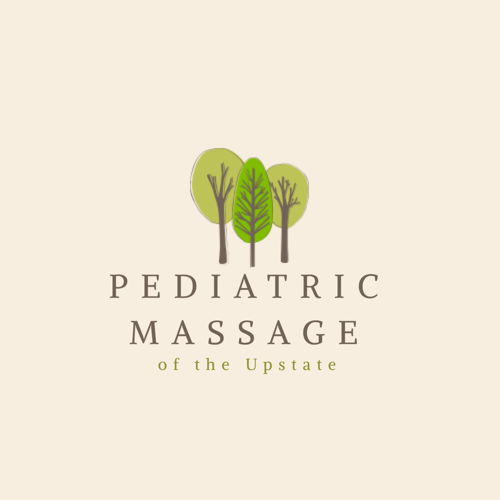 PEDIATRIC
MASSAGE
of the Upstate